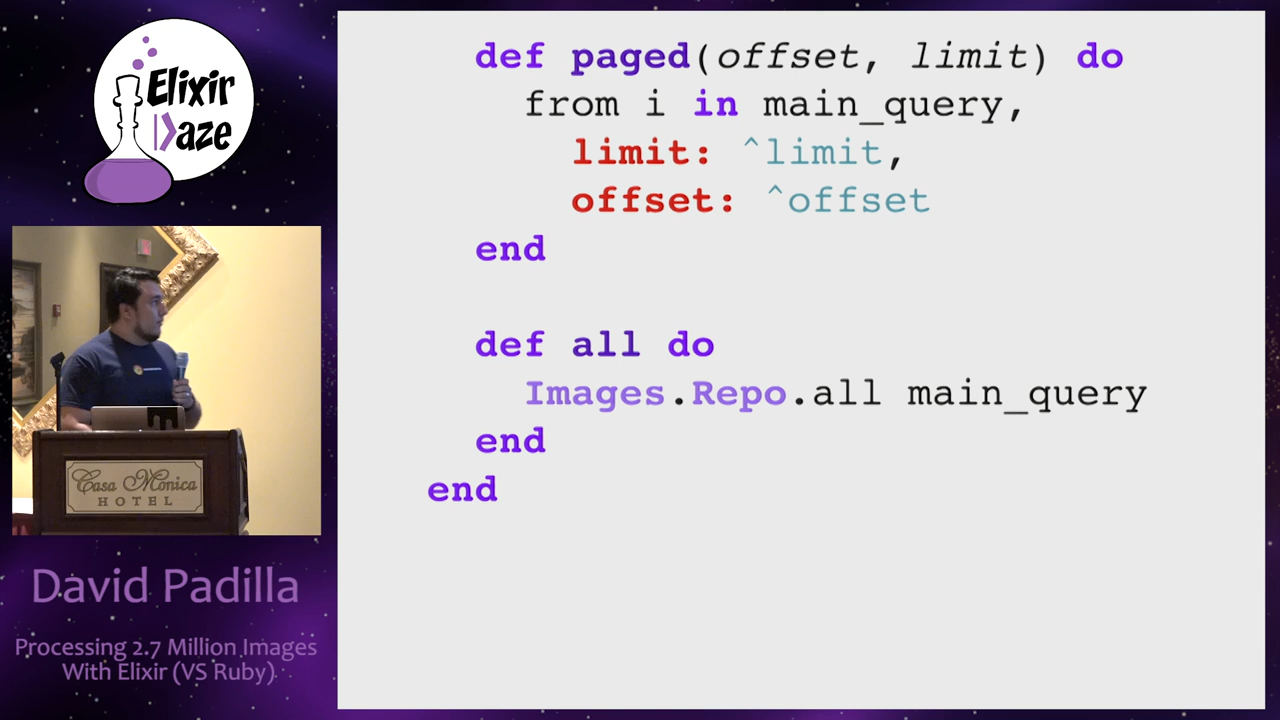 Elixir
Daze
def paged(offset, limit) do
from i in main_query,
limit: ^limit,
offset: ^offset
end
def all do
Images.Repo.all main_query
end
end
Casa Monica
HOTEL
David Padilla
Processing 2.7 Million Images
With Elixir (VS Ruby)